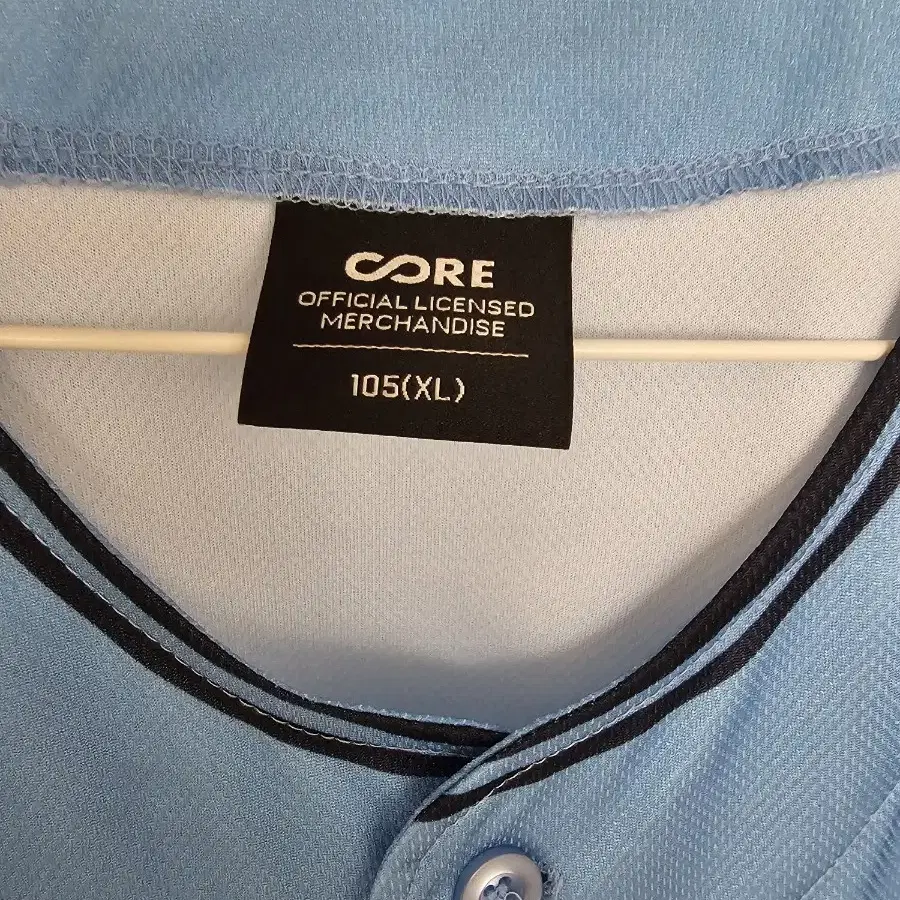 CORE
OFFICIAL LICENSED
MERCHANDISE
105(XL)